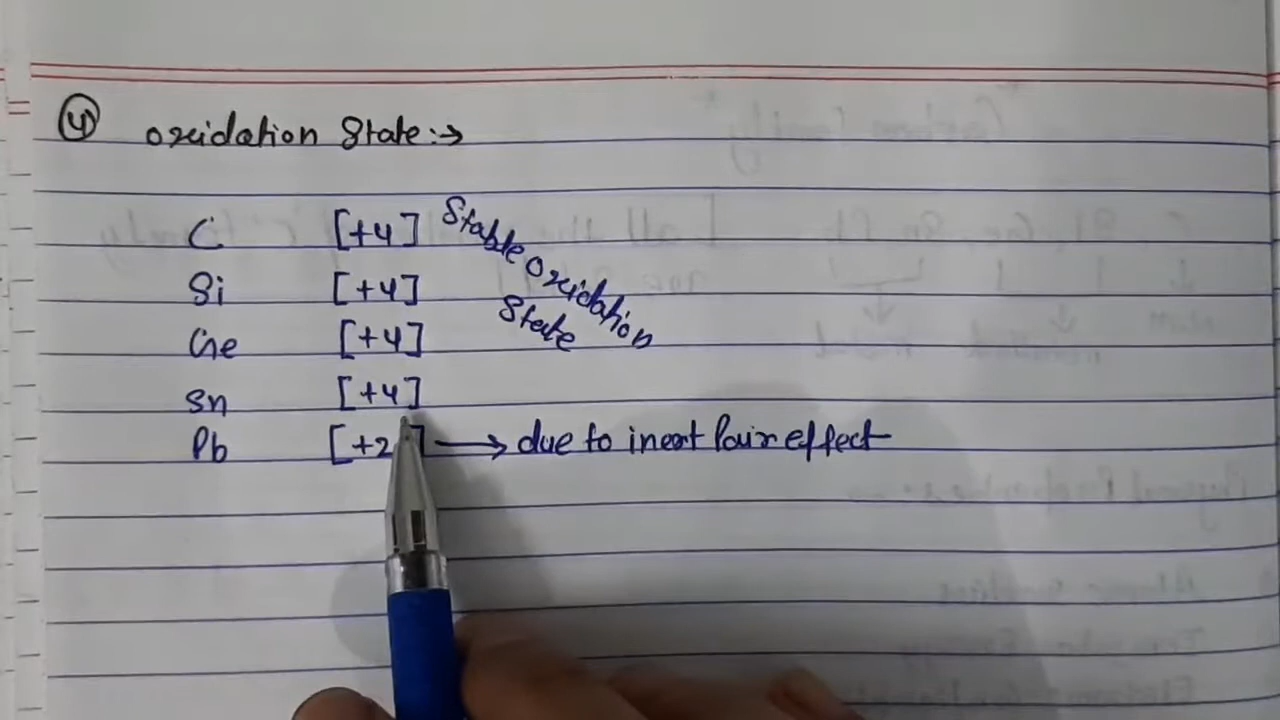 4 oxidation State:→
C [+4] Stable oxidation State
Si [+4]
Ge [+4]
Sn [+4]
Pb [+2] → due to inert Pair effect